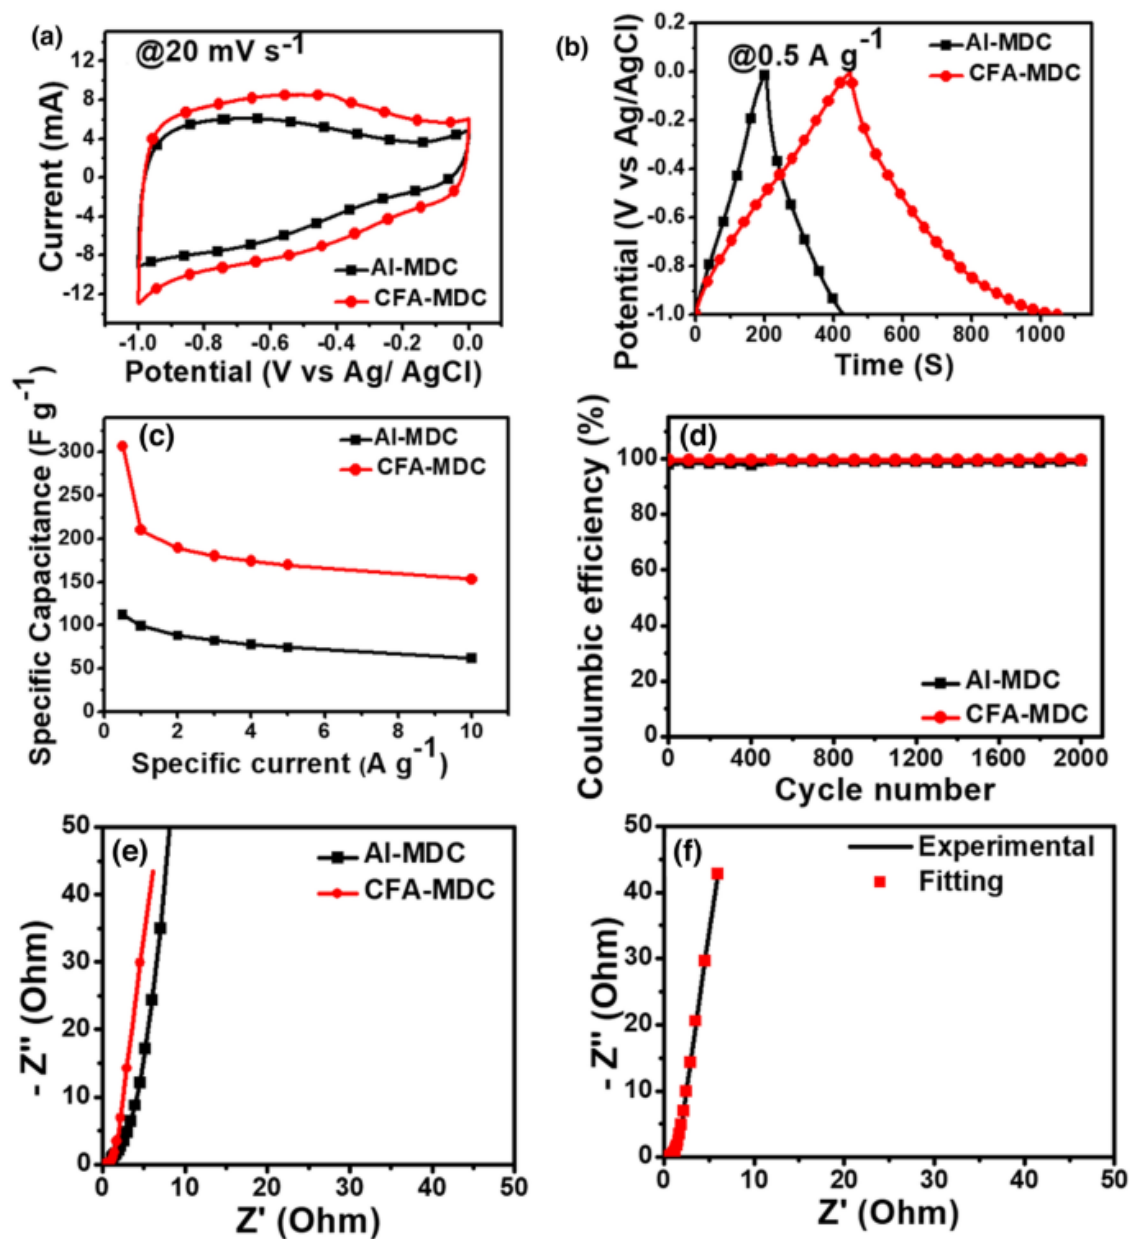 (a)
@20 mV s-1
Current (mA)
12
8
4
0
-4
-8
-12
Al-MDC
CFA-MDC
-1.0 -0.8 -0.6 -0.4 -0.2 0.0
Potential (V vs Ag/ AgCl)
(b)
@0.5 A g-1
Al-MDC
CFA-MDC
Potential (V vs Ag/AgCl)
0.2
0.0
-0.2
-0.4
-0.6
-0.8
-1.0
0 200 400 600 800 1000
Time (S)
(c)
Al-MDC
CFA-MDC
Specific Capacitance (F g-1)
300
250
200
150
100
50
0
0 2 4 6 8 10
Specific current (A g-1)
(d)
Coulumbic efficiency (%)
100
80
60
40
20
0
Al-MDC
CFA-MDC
0 400 800 1200 1600 2000
Cycle number
(e)
Al-MDC
CFA-MDC
- Z'' (Ohm)
50
40
30
20
10
0
0 10 20 30 40 50
Z' (Ohm)
(f)
Experimental
Fitting
- Z'' (Ohm)
50
40
30
20
10
0
0 10 20 30 40 50
Z' (Ohm)